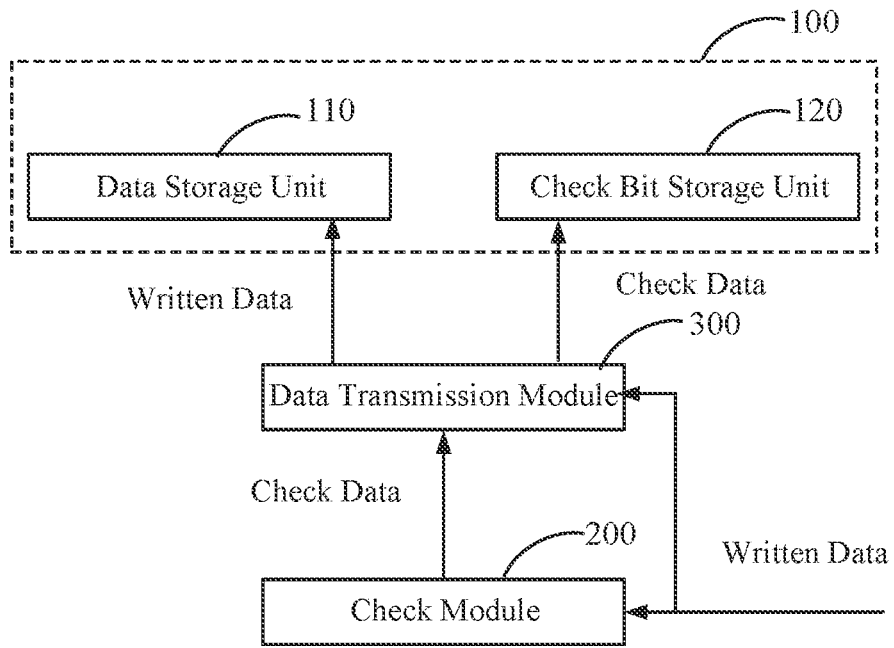 100
110
120
Data Storage Unit
Check Bit Storage Unit
Written Data
Check Data
300
Data Transmission Module
Check Data
200
Written Data
Check Module